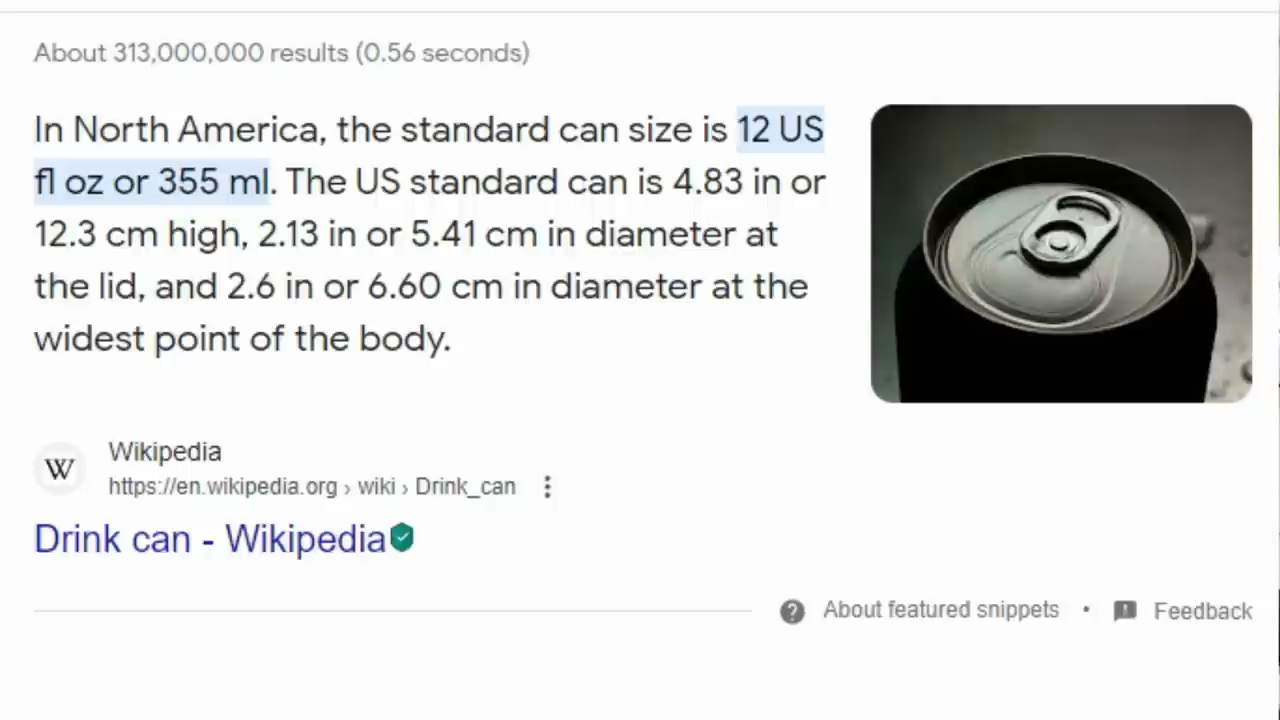 About 313,000,000 results (0.56 seconds)
In North America, the standard can size is 12 US
fl oz or 355 ml. The US standard can is 4.83 in or
12.3 cm high, 2.13 in or 5.41 cm in diameter at
the lid, and 2.6 in or 6.60 cm in diameter at the
widest point of the body.
W
Wikipedia
https://en.wikipedia.org › wiki › Drink_can
Drink can - Wikipedia
About featured snippets • Feedback